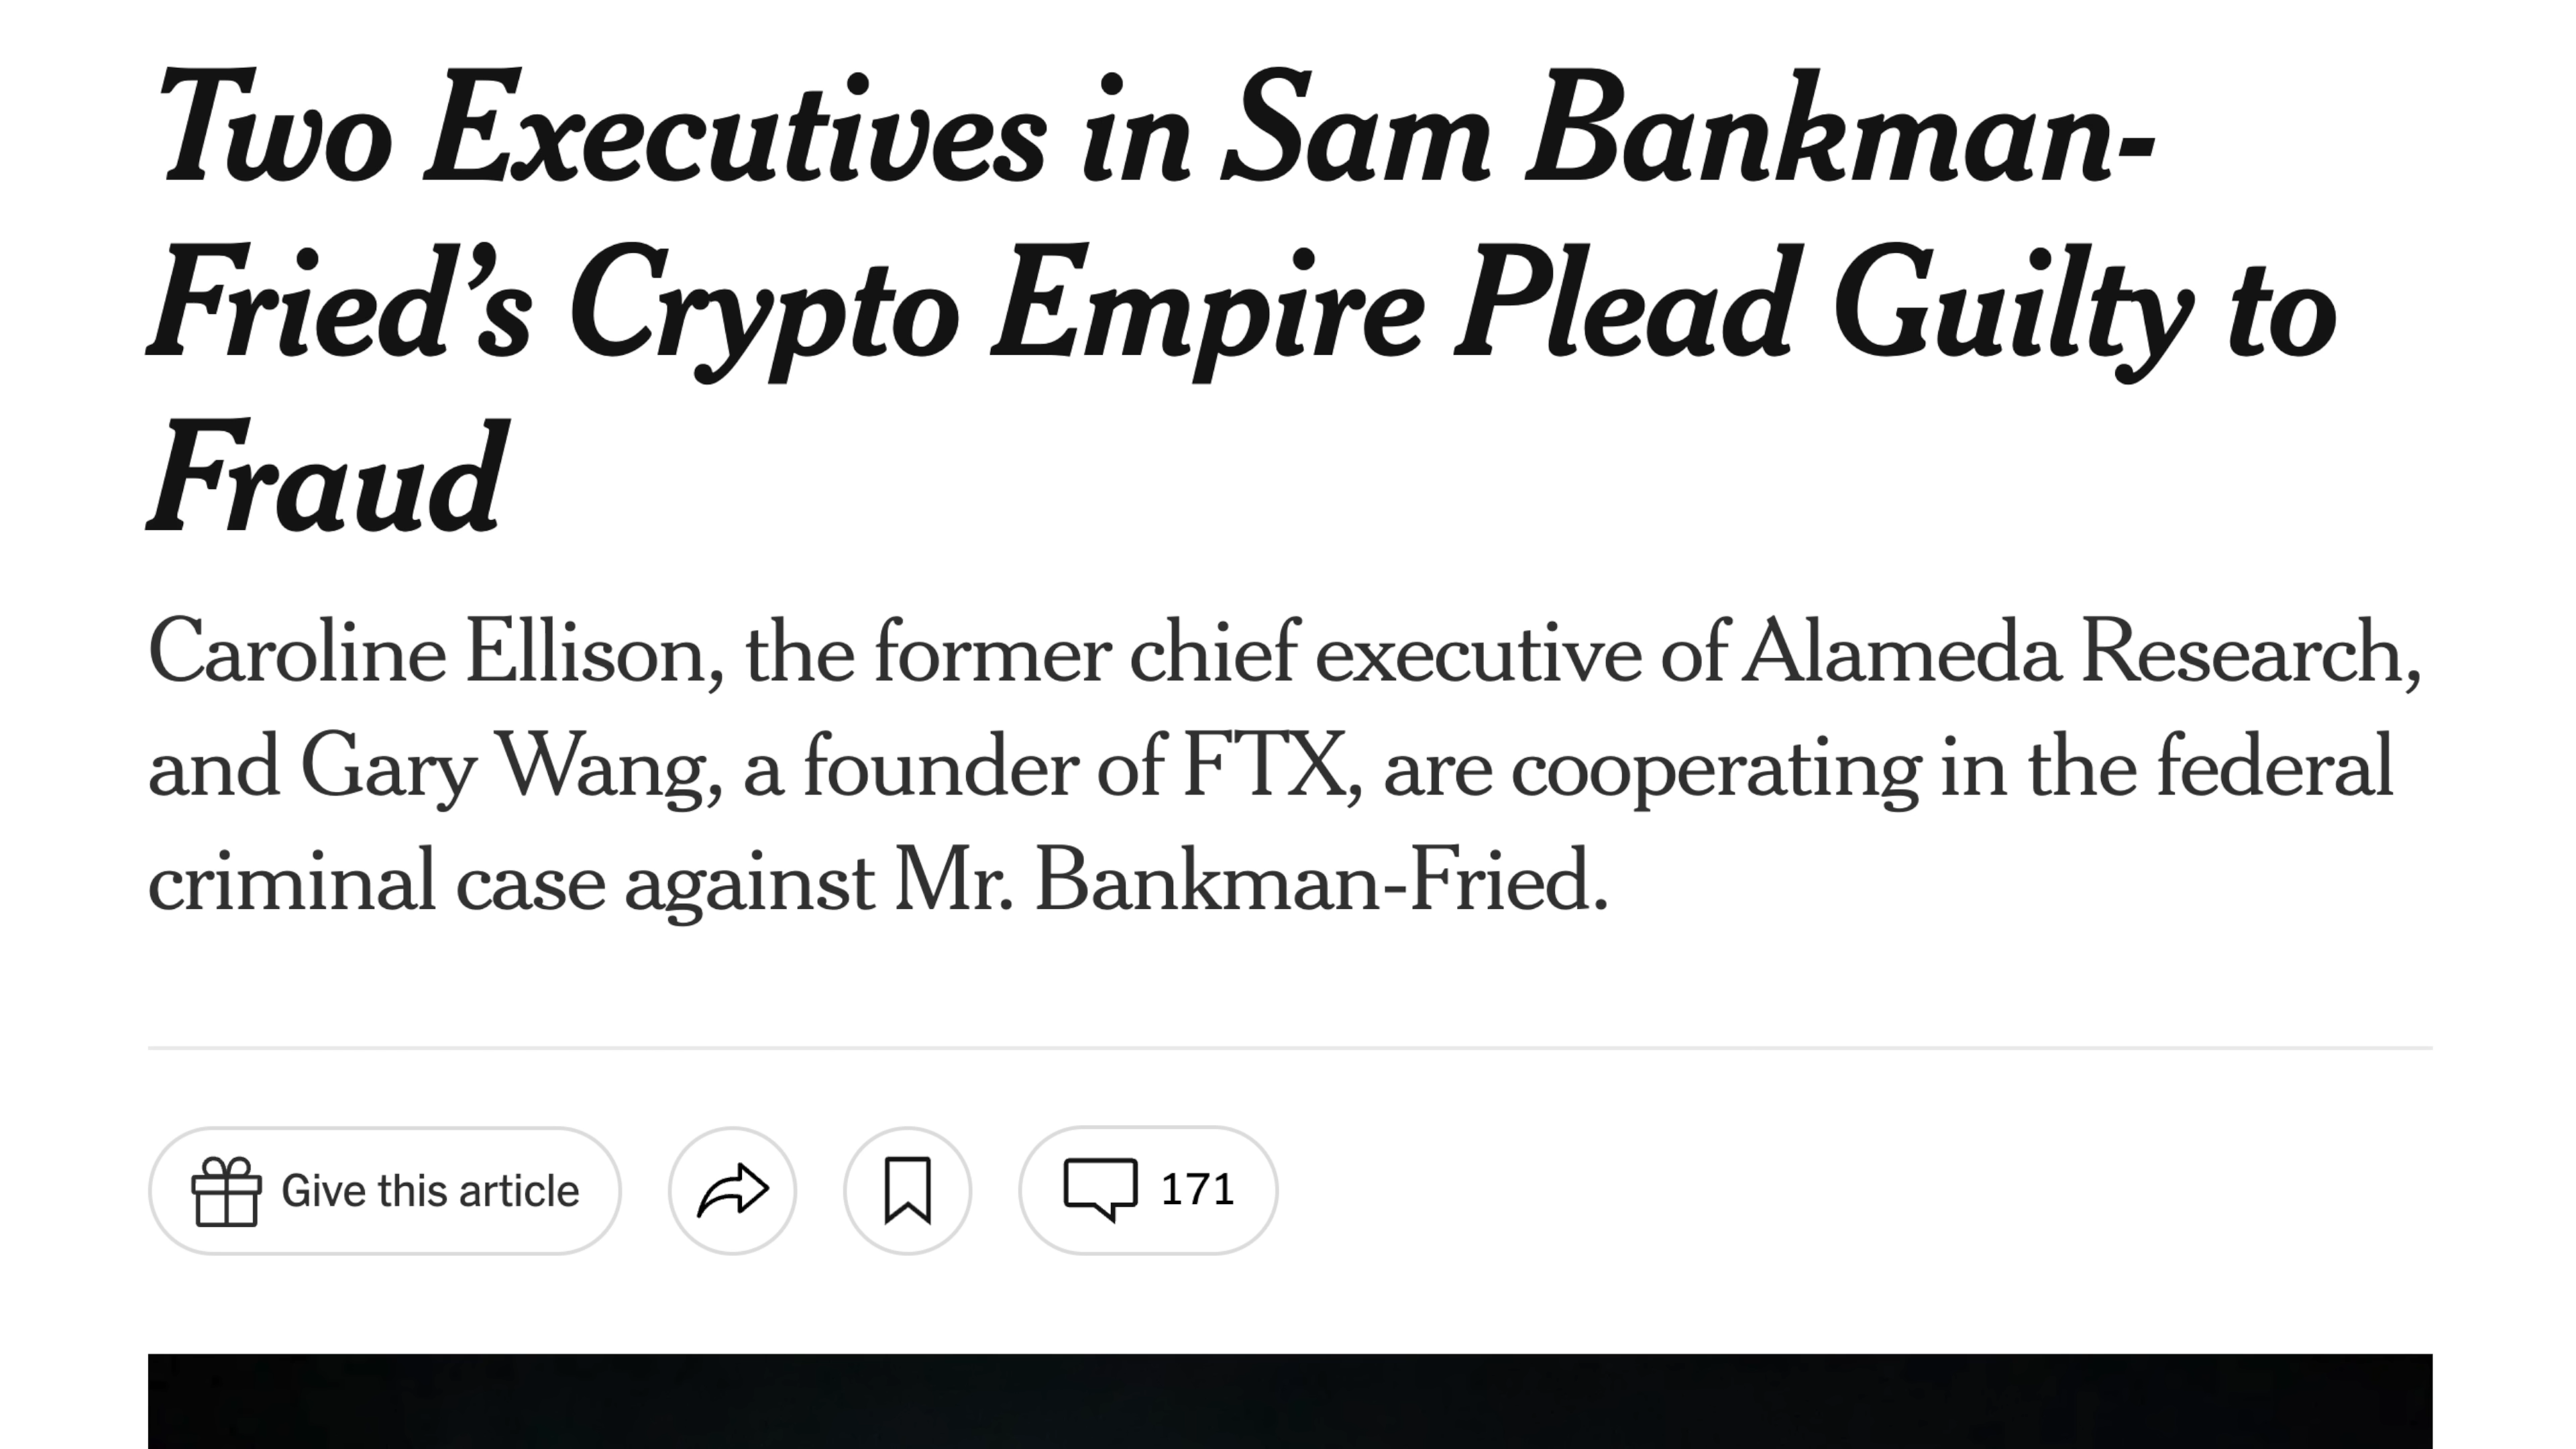 Two Executives in Sam Bankman-
Fried’s Crypto Empire Plead Guilty to
Fraud
Caroline Ellison, the former chief executive of Alameda Research,
and Gary Wang, a founder of FTX, are cooperating in the federal
criminal case against Mr. Bankman-Fried.
Give this article 171